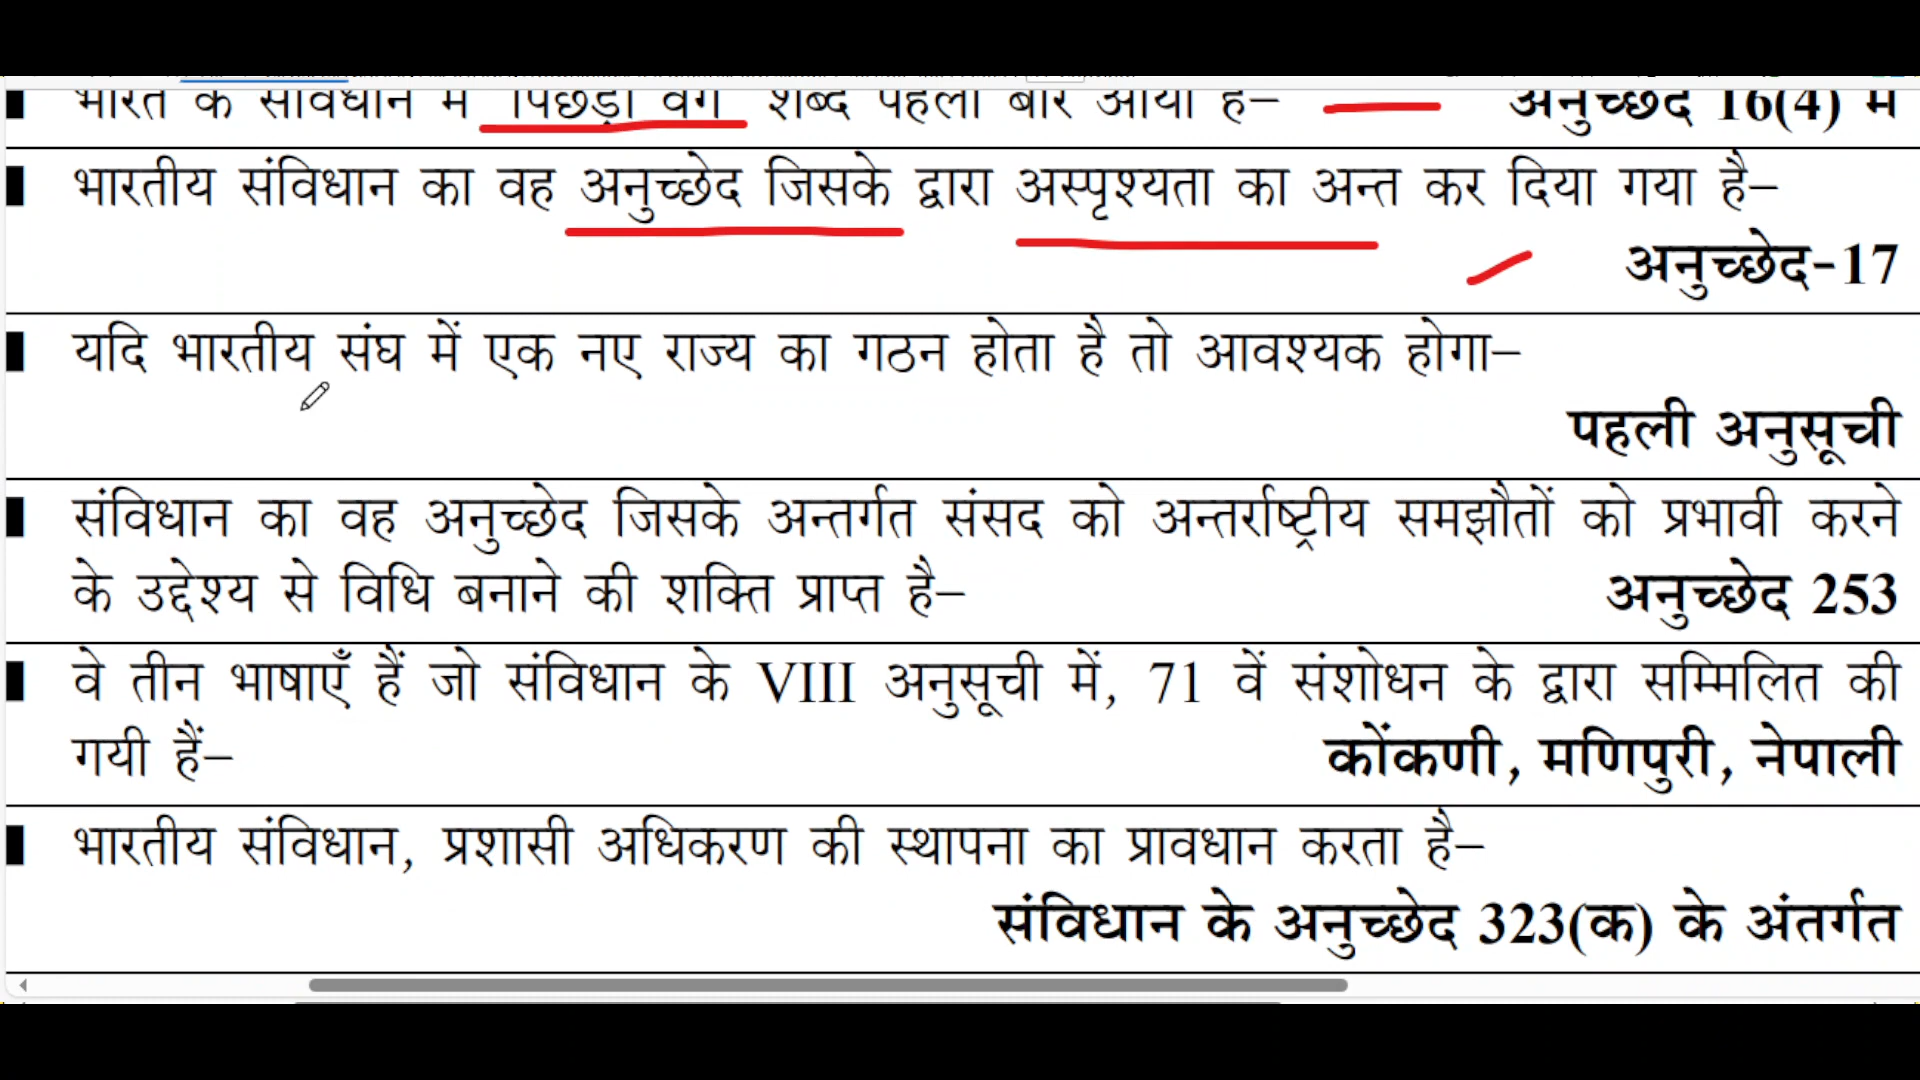 भारत के संविधान में 'पिछड़ा वर्ग' शब्द पहली बार आया है– अनुच्छेद 16(4) में
भारतीय संविधान का वह अनुच्छेद जिसके द्वारा अस्पृश्यता का अन्त कर दिया गया है–
अनुच्छेद-17
यदि भारतीय संघ में एक नए राज्य का गठन होता है तो आवश्यक होगा–
पहली अनुसूची
संविधान का वह अनुच्छेद जिसके अन्तर्गत संसद को अन्तर्राष्ट्रीय समझौतों को प्रभावी करने
के उद्देश्य से विधि बनाने की शक्ति प्राप्त है– अनुच्छेद 253
वे तीन भाषाएँ हैं जो संविधान के VIII अनुसूची में, 71 वें संशोधन के द्वारा सम्मिलित की
गयी हैं– कोंकणी, मणिपुरी, नेपाली
भारतीय संविधान, प्रशासी अधिकरण की स्थापना का प्रावधान करता है–
संविधान के अनुच्छेद 323(क) के अंतर्गत